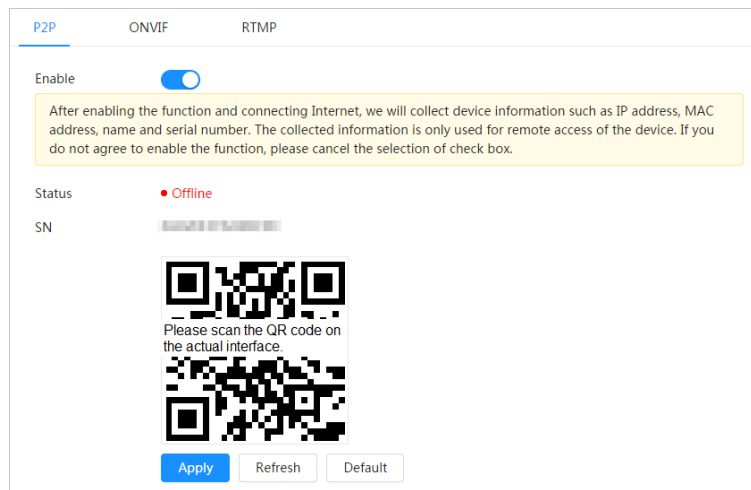 P2P ONVIF RTMP
Enable
After enabling the function and connecting Internet, we will collect device information such as IP address, MAC
address, name and serial number. The collected information is only used for remote access of the device. If you
do not agree to enable the function, please cancel the selection of check box.
Status Offline
SN
Please scan the QR code on
the actual interface.
Apply Refresh Default